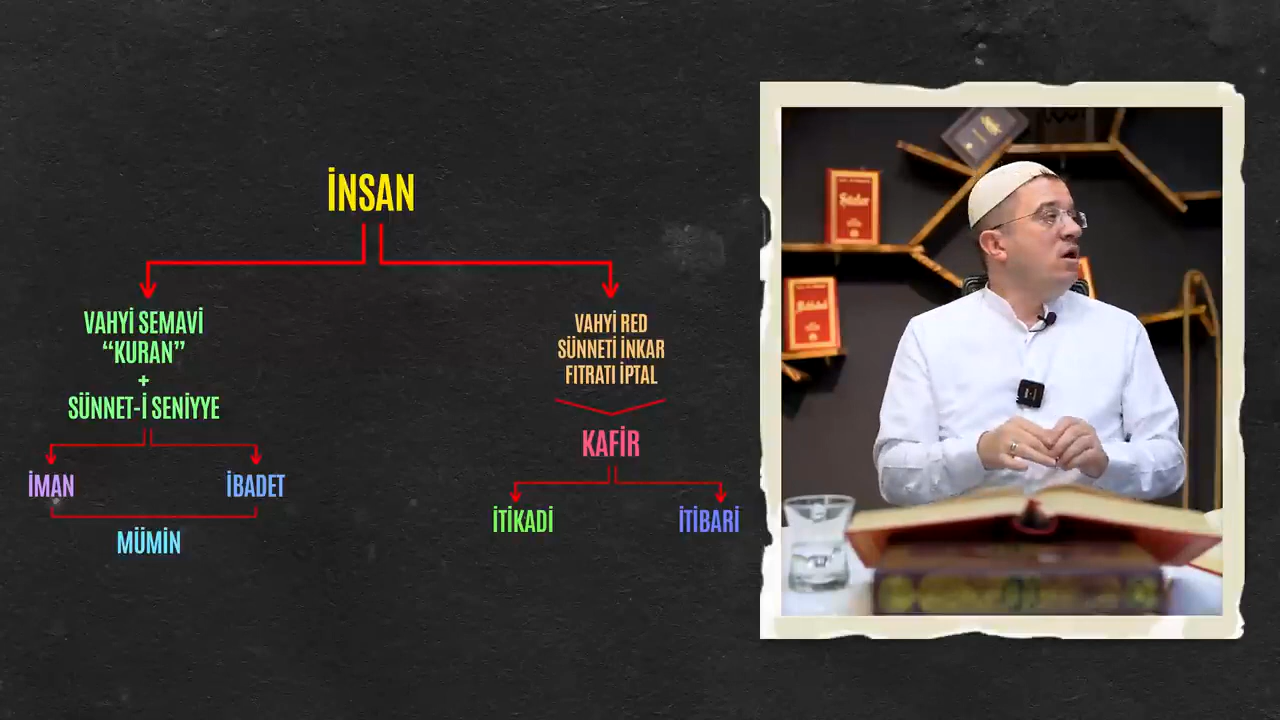 İNSAN
VAHYİ SEMAVİ
“KURAN”
+
SÜNNET-İ SENİYYE
İMAN
İBADET
MÜMİN
VAHYİ RED
SÜNNETİ İNKAR
FITRATI İPTAL
KAFİR
İTİKADİ
İTİBARİ
Sözler